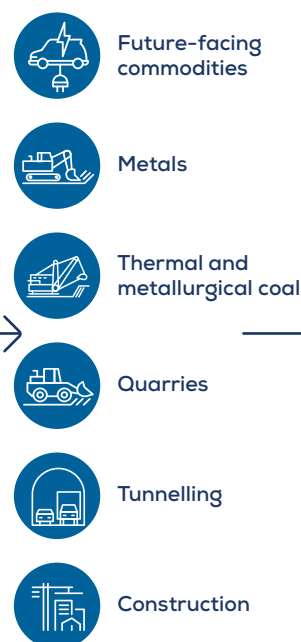 Future-facing
commodities
Metals
Thermal and
metallurgical coal
Quarries
Tunnelling
Construction